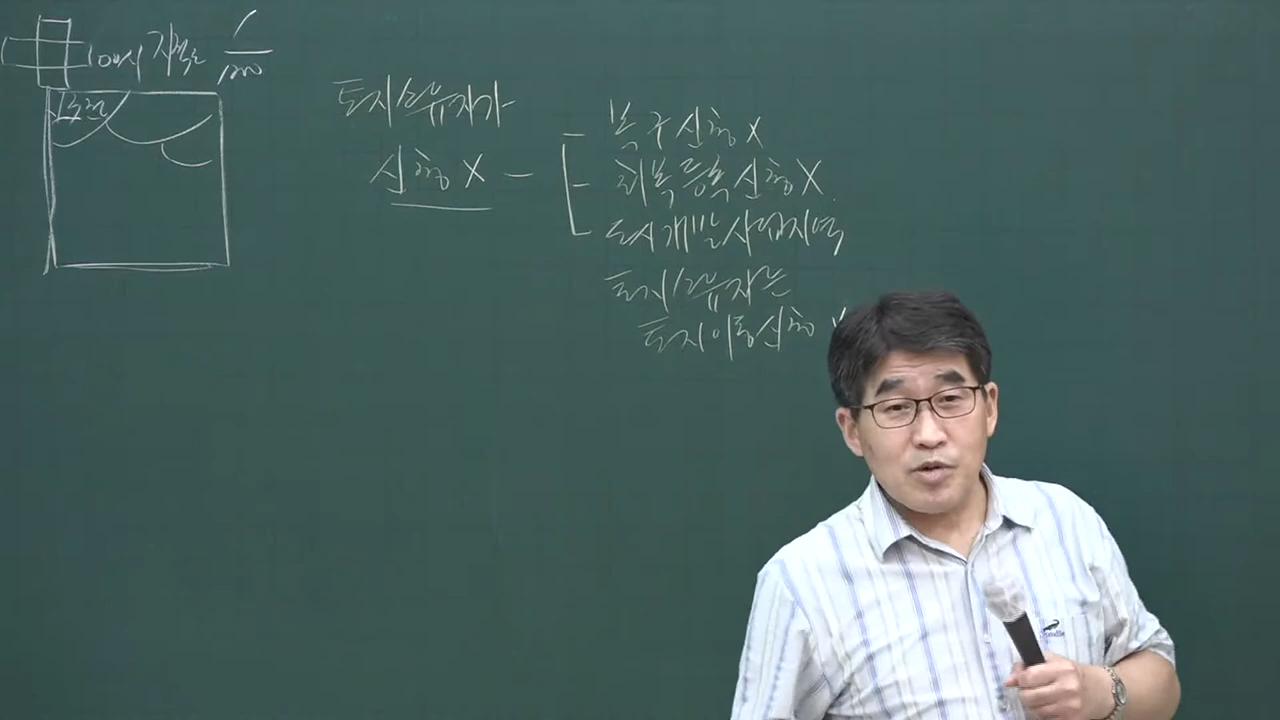 지적도 1/1200
토지소유자가
신청 X
복구 신청 X
회복등록 신청 X
도시개발사업지역
토지소유자는
토지이동신청 X